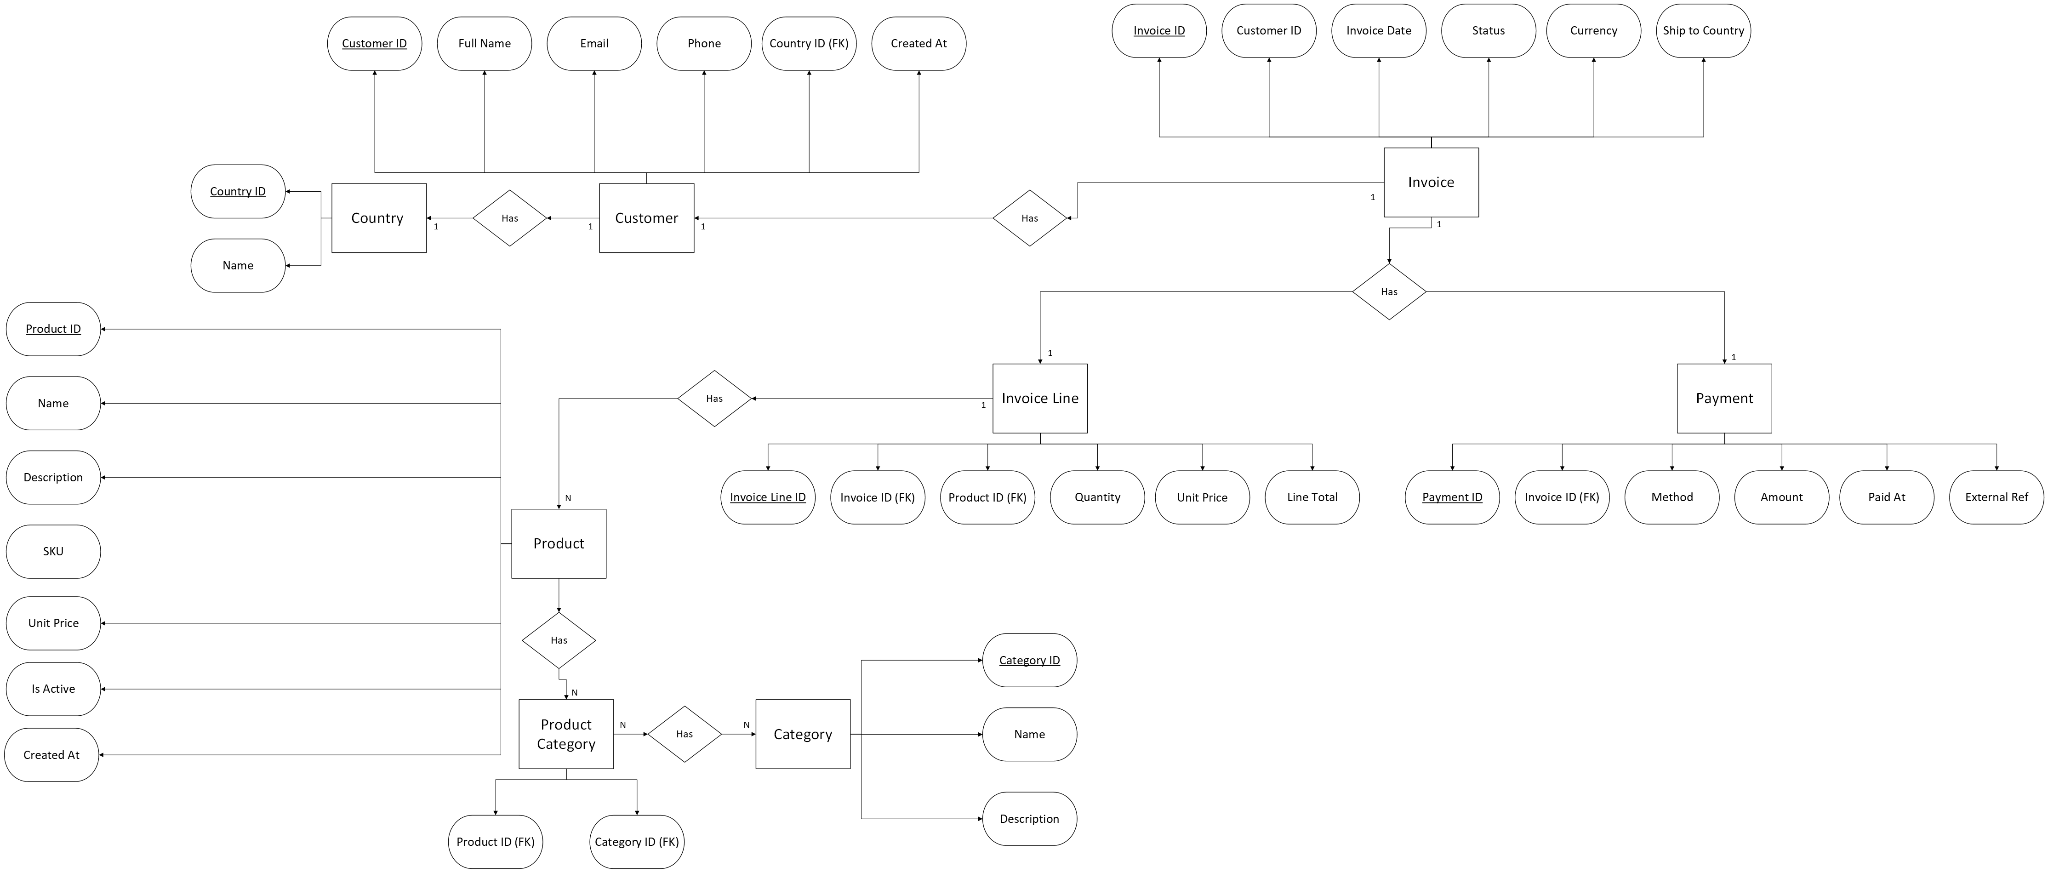 Invoice ID
Customer ID
Invoice Date
Status
Currency
Ship to Country
Customer ID
Full Name
Email
Phone
Country ID (FK)
Created At
Invoice
1
1
Country ID
Name
Country
1
Has
1
Customer
1
Has
Has
1
1
Product ID
Name
Description
SKU
Unit Price
Is Active
Created At
Has
1
Invoice Line
Payment
Invoice Line ID
Invoice ID (FK)
Product ID (FK)
Quantity
Unit Price
Line Total
Payment ID
Invoice ID (FK)
Method
Amount
Paid At
External Ref
N
Product
Has
N
Product
Category
N
Has
N
Category
Category ID
Name
Description
Product ID (FK)
Category ID (FK)